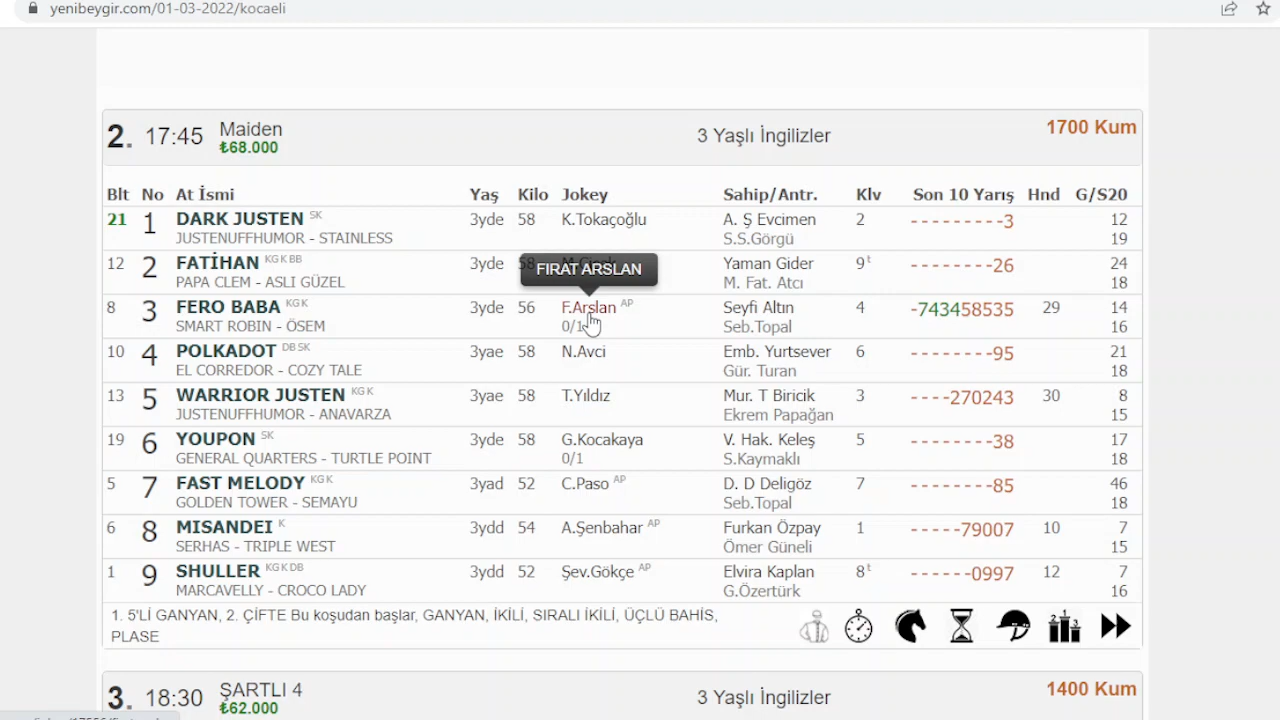 yenibeygir.com/01-03-2022/kocaeli
2. 17:45 Maiden 3 Yaşlı İngilizler 1700 Kum
₺68.000
Blt No At İsmi Yaş Kilo Jokey Sahip/Antr. Klv Son 10 Yarış Hnd G/S20
21 1 DARK JUSTEN SK 3yde 58 K.Tokaçoğlu A. Ş Evcimen 2 - - - - - - - - -3 12
JUSTENUFFHUMOR - STAINLESS S.S.Görgü 19
12 2 FATİHAN KG K BB 3yde 58 Yaman Gider 9t - - - - - - - -26 24
PAPA CLEM - ASLI GÜZEL M. Fat. Atcı 18
FIRAT ARSLAN
8 3 FERO BABA KG K 3yde 56 F.Arslan AP Seyfi Altın 4 -743458535 29 14
SMART ROBIN - ÖSEM Seb.Topal 16
10 4 POLKADOT DB SK 3yae 58 N.Avci Emb. Yurtsever 6 - - - - - - - -95 21
EL CORREDOR - COZY TALE Gür. Turan 18
13 5 WARRIOR JUSTEN KG K 3yae 58 T.Yıldız Mur. T Biricik 3 - - - -270243 30 8
JUSTENUFFHUMOR - ANAVARZA Ekrem Papağan 15
19 6 YOUPON SK 3yde 58 G.Kocakaya V. Hak. Keleş 5 - - - - - - - -38 17
GENERAL QUARTERS - TURTLE POINT 0/1 S.Kaymaklı 18
5 7 FAST MELODY KG K 3yad 52 C.Paso AP D. D Deligöz 7 - - - - - - - -85 46
GOLDEN TOWER - SEMAYU Seb.Topal 18
6 8 MISANDEI K 3ydd 54 A.Şenbahar AP Furkan Özpay 1 - - - - -79007 10 7
SERHAS - TRIPLE WEST Ömer Güneli 15
1 9 SHULLER KG K DB 3ydd 52 Şev.Gökçe AP Elvira Kaplan 8t - - - - - -0997 12 7
MARCAVELLY - CROCO LADY G.Özertürk 16
1. 5'Lİ GANYAN, 2. ÇİFTE Bu koşudan başlar, GANYAN, İKİLİ, SIRALI İKİLİ, ÜÇLÜ BAHİS,
PLASE
3. 18:30 ŞARTLI 4 3 Yaşlı İngilizler 1400 Kum
₺62.000